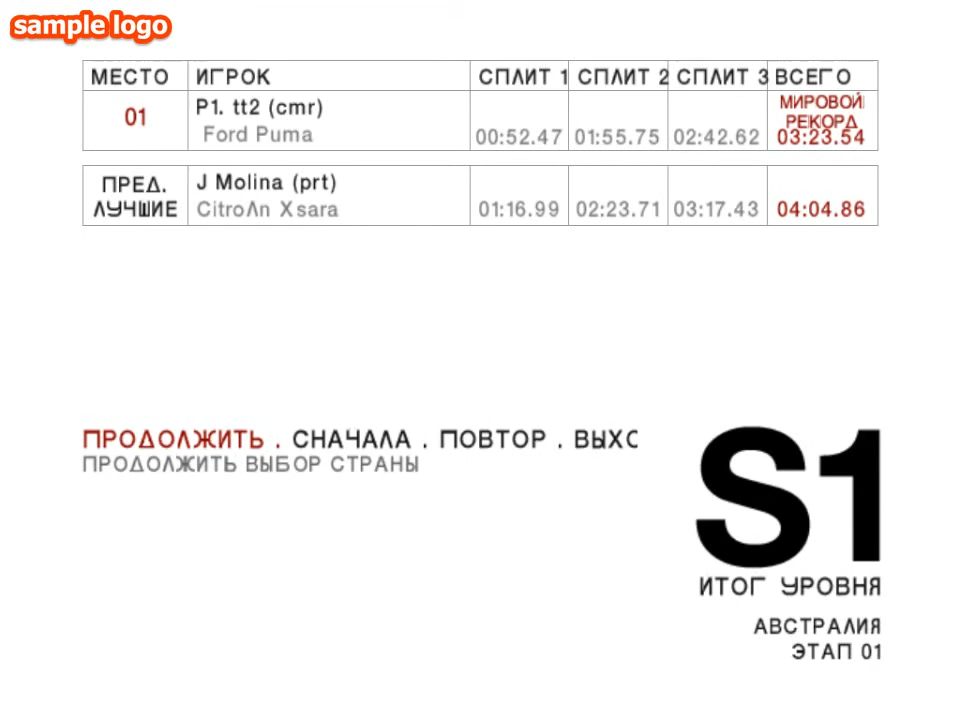 sample logo
МЕСТО ИГРОК СПЛИТ 1 СПЛИТ 2 СПЛИТ 3 ВСЕГО
МИРОВОЙ
P1. tt2 (cmr)
01
РЕКОРД
Ford Puma 00:52.47 01:55.75 02:42.62 03:23.54
ПРЕД. J Molina (prt)
ЛУЧШИЕ CitroΛn Xsara 01:16.99 02:23.71 03:17.43 04:04.86
ПРОДОЛЖИТЬ . СНАЧАЛА . ПОВТОР . ВЫХС
ПРОДОЛЖИТЬ ВЫБОР СТРАНЫ
S1
ИТОГ УРОВНЯ
АВСТРАЛИЯ
ЭТАП 01